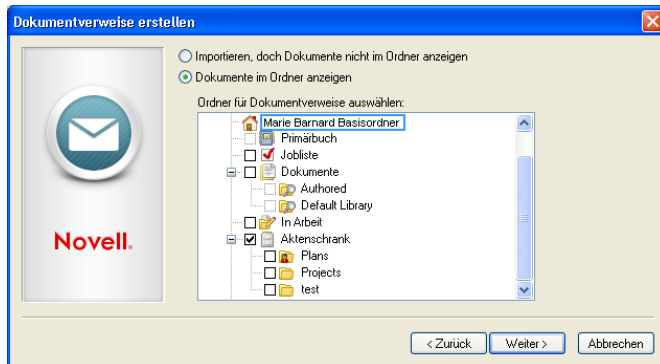 Dokumentverweise erstellen
Importieren, doch Dokumente nicht im Ordner anzeigen
Dokumente im Ordner anzeigen
Ordner für Dokumentverweise auswählen:
Marie Barnard Basisordner
Primärbuch
Jobliste
Dokumente
Authored
Default Library
In Arbeit
Aktenschrank
Plans
Projects
test
Novell.
< Zurück
Weiter >
Abbrechen